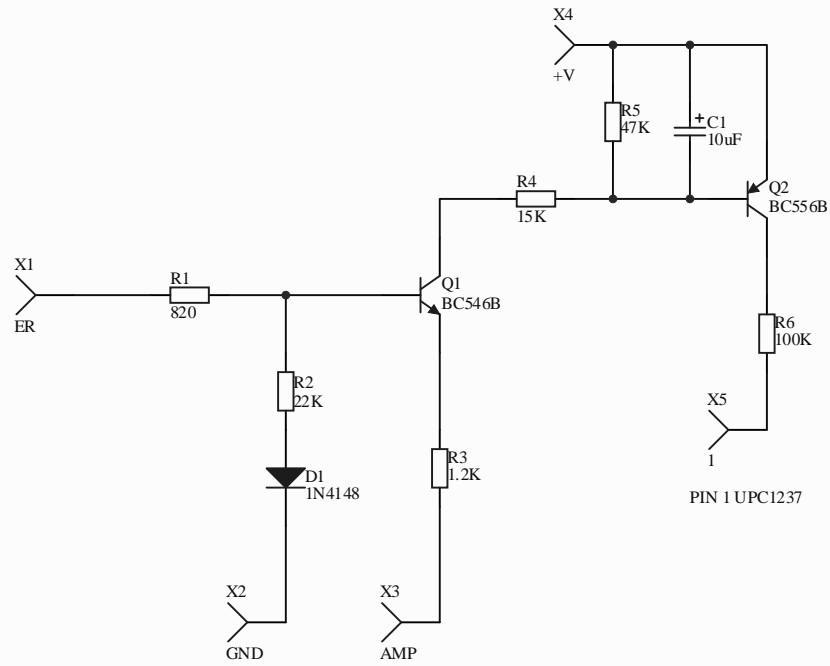 X4
+V
R5
47K
+
C1
10uF
R4
15K
Q2
BC556B
X1
ER
R1
820
Q1
BC546B
R6
100K
R2
22K
X5
1
R3
1.2K
D1
1N4148
PIN 1 UPC1237
X2
GND
X3
AMP